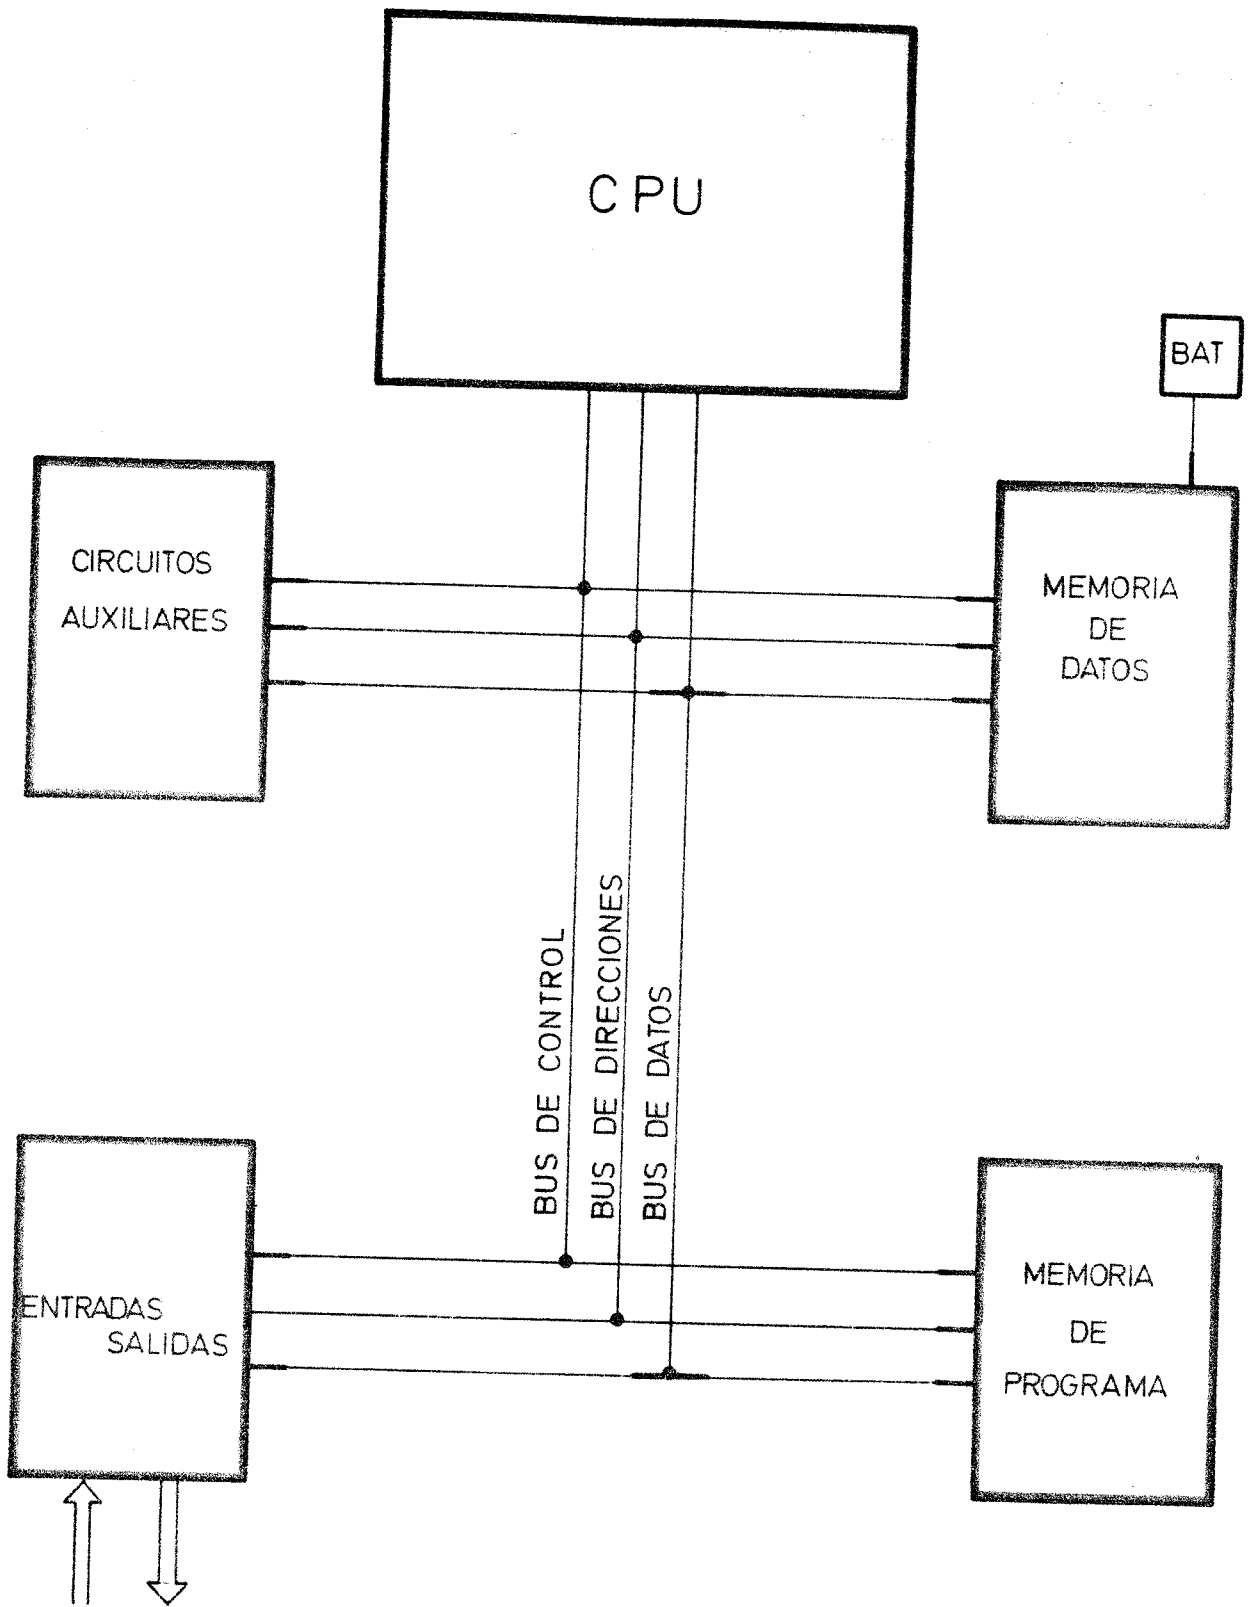 CPU
BAT
CIRCUITOS
AUXILIARES
MEMORIA
DE
DATOS
BUS DE CONTROL
BUS DE DIRECCIONES
BUS DE DATOS
ENTRADAS
SALIDAS
MEMORIA
DE
PROGRAMA